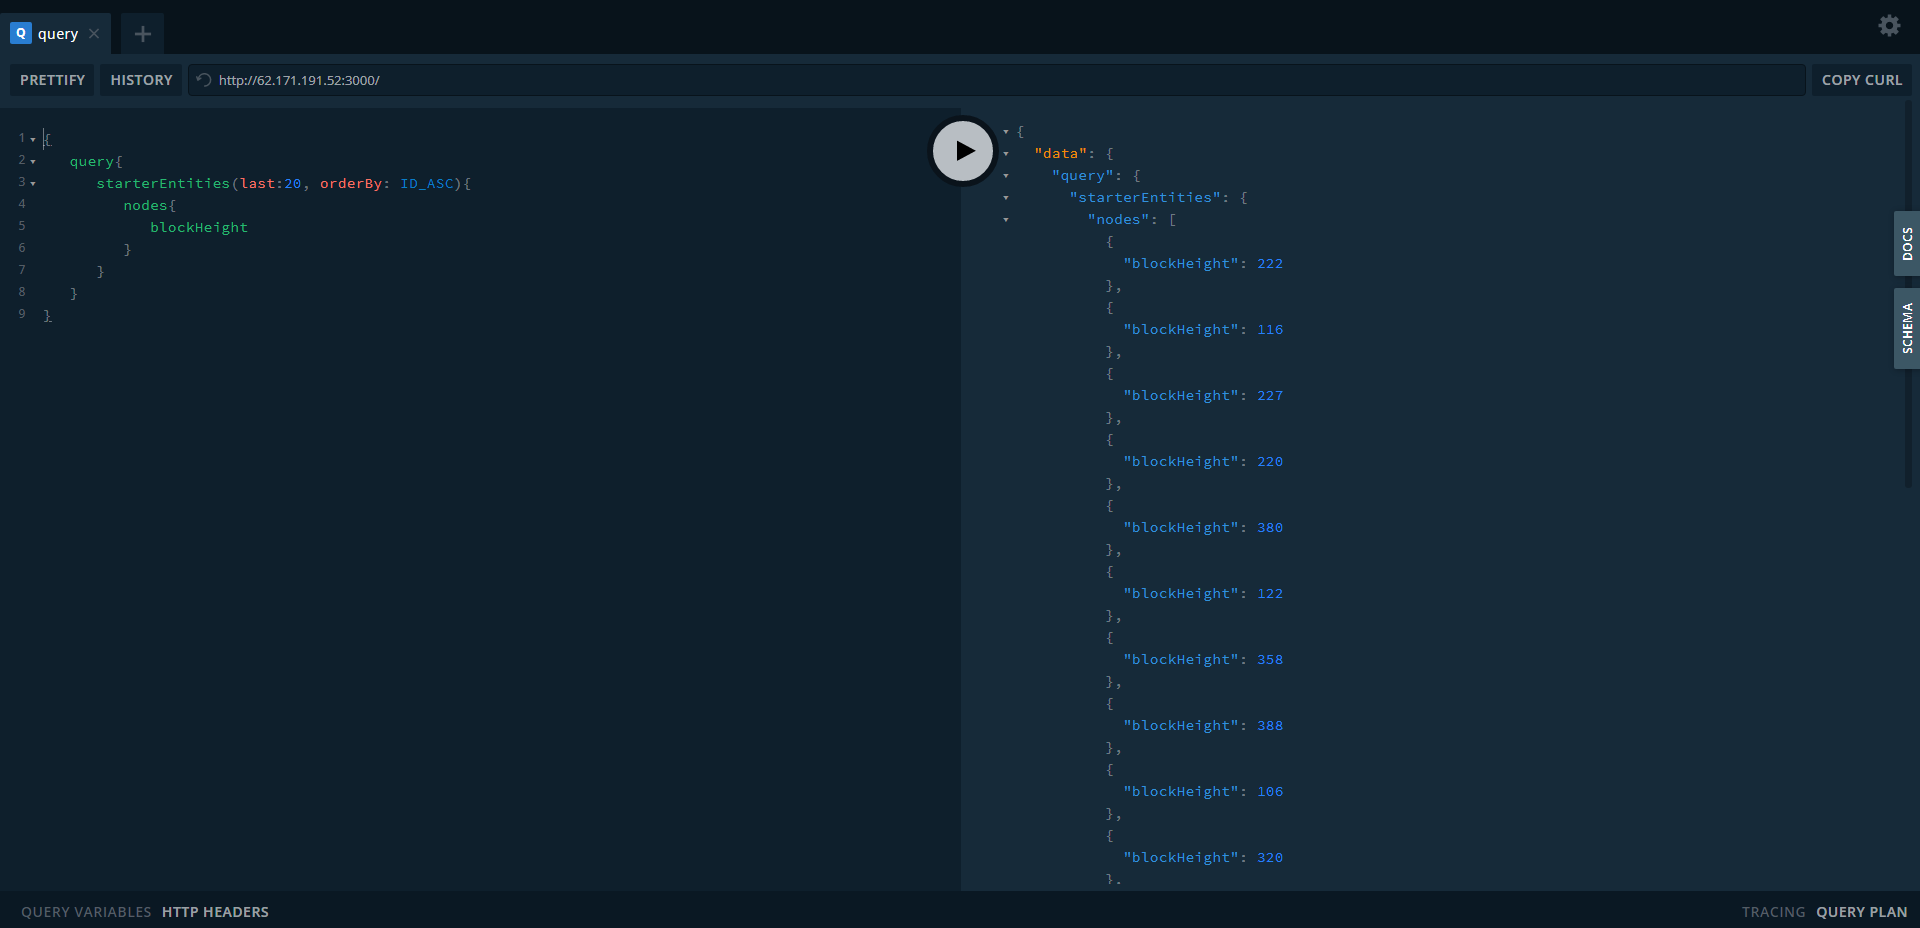 Q query
PRETTIFY HISTORY http://62.171.191.52:3000/ COPY CURL
1 {
2 query{
3 starterEntities(last:20, orderBy: ID_ASC){
4 nodes{
5 blockHeight
6 }
7 }
8 }
9 }
{
"data": {
"query": {
"starterEntities": {
"nodes": [
{
"blockHeight": 222
},
{
"blockHeight": 116
},
{
"blockHeight": 227
},
{
"blockHeight": 220
},
{
"blockHeight": 380
},
{
"blockHeight": 122
},
{
"blockHeight": 358
},
{
"blockHeight": 388
},
{
"blockHeight": 106
},
{
"blockHeight": 320
},
DOCS
SCHEMA
QUERY VARIABLES HTTP HEADERS
TRACING QUERY PLAN